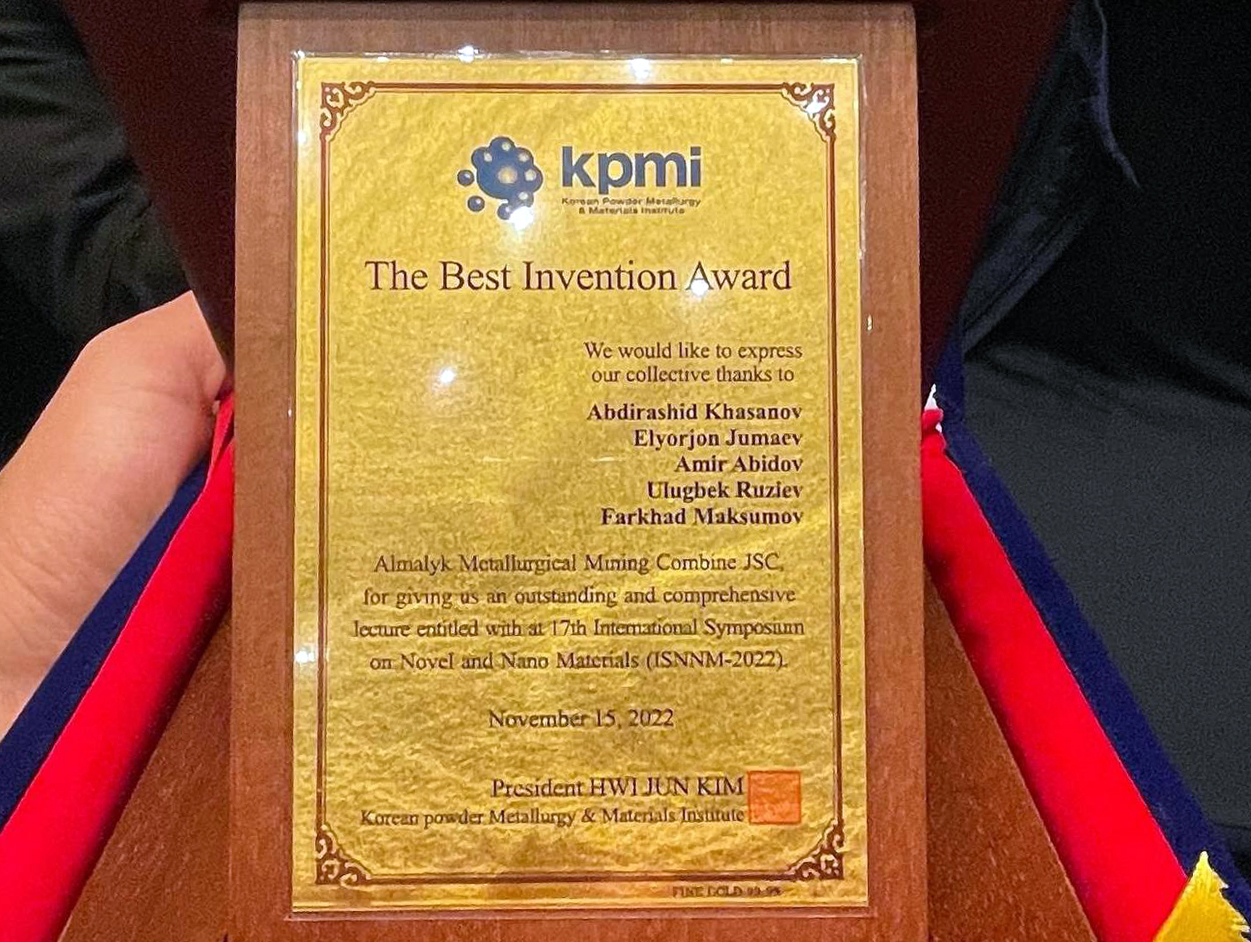 kpmi
Korean Powder Metallurgy
& Materials Institute
The Best Invention Award
We would like to express
our collective thanks to
Abdirashid Khasanov
Elyorjon Jumaev
Amir Abidov
Ulugbek Ruziev
Farkhad Maksumov
Almalyk Metallurgical Mining Combine JSC,
for giving us an outstanding and comprehensive
lecture entitled with at 17th International Symposium
on Novel and Nano Materials (ISNNM-2022).
November 15, 2022
President HWI JUN KIM
Korean powder Metallurgy & Materials Institute
FINE GOLD